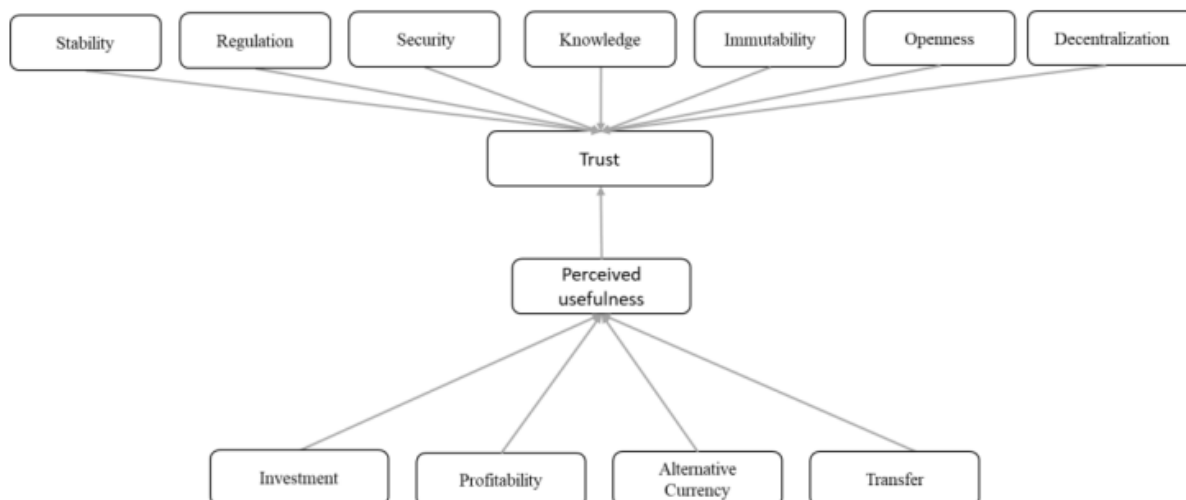 Stability
Regulation
Security
Knowledge
Immutability
Openness
Decentralization
Trust
Perceived
usefulness
Investment
Profitability
Alternative
Currency
Transfer